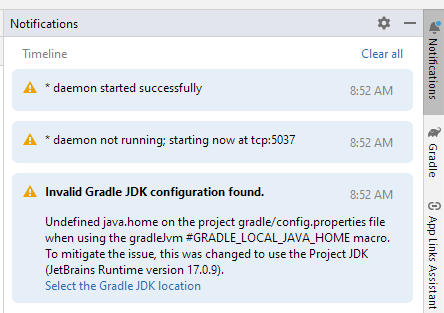 Notifications
Timeline
Clear all
* daemon started successfully
8:52 AM
* daemon not running; starting now at tcp:5037
8:52 AM
Invalid Gradle JDK configuration found.
8:52 AM
Undefined java.home on the project gradle/config.properties file
when using the gradleJvm #GRADLE_LOCAL_JAVA_HOME macro.
To mitigate the issue, this was changed to use the Project JDK
(JetBrains Runtime version 17.0.9).
Select the Gradle JDK location
Notifications
Gradle
App Links Assistant